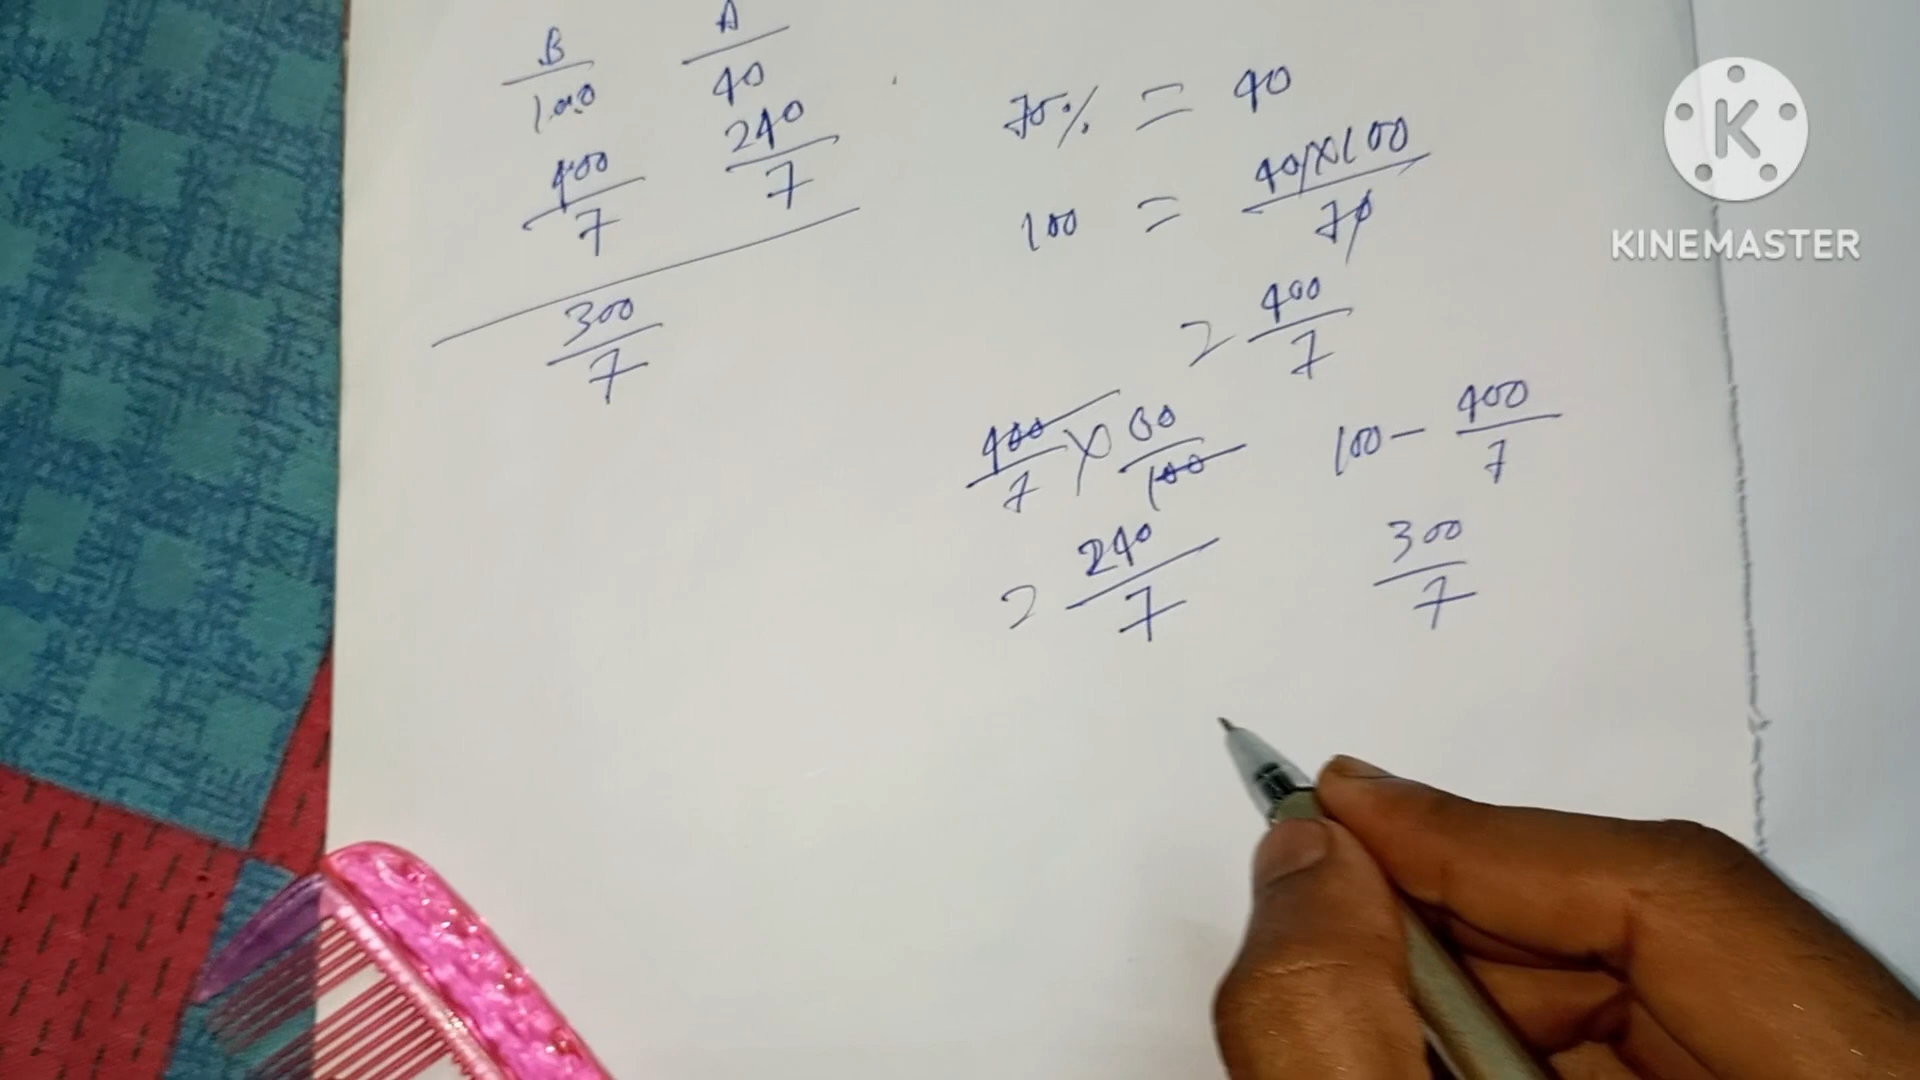 B A
100 40
400/7 240/7
300/7
70% = 40
100 = 40×100/70
= 400/7
400/7 × 60/100
= 240/7
100 - 400/7
300/7
K
KINEMASTER